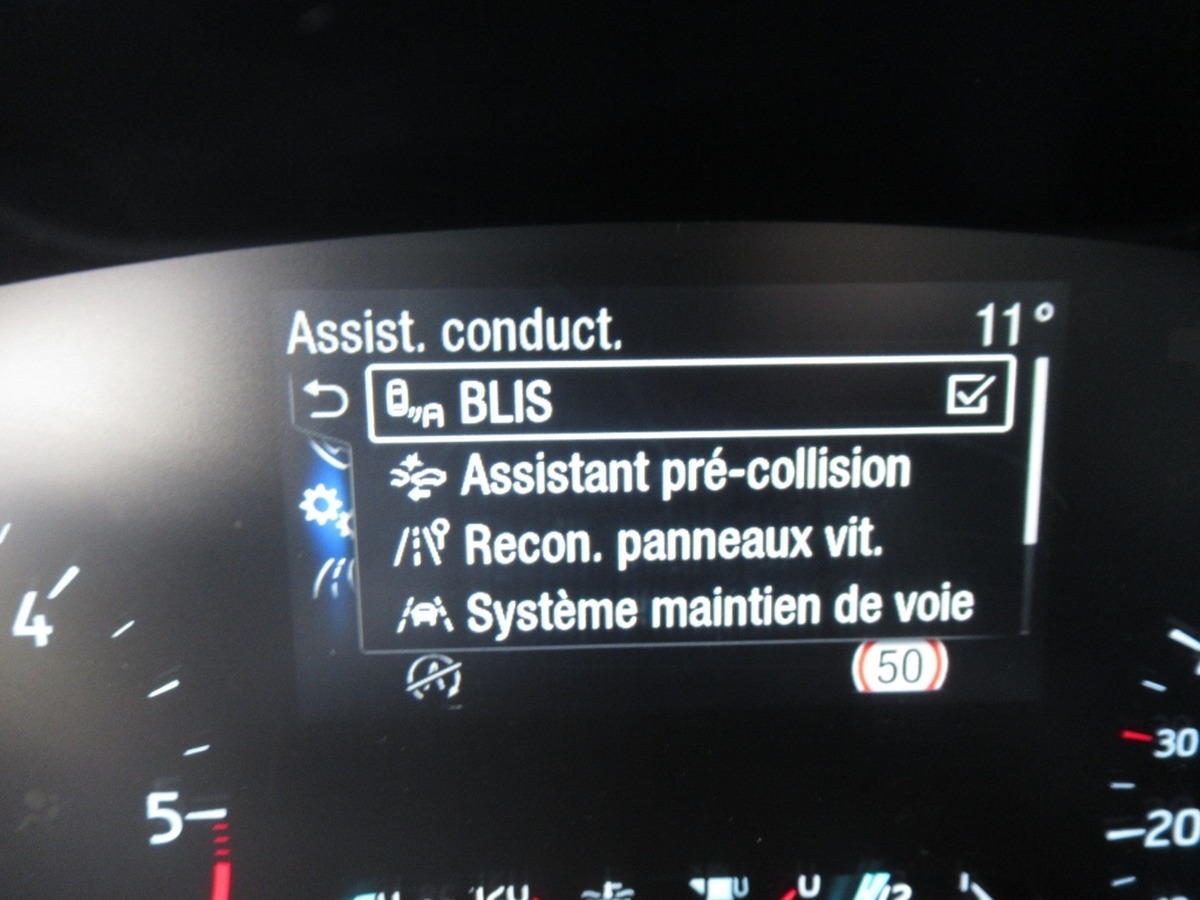 Assist. conduct.
11°
BLIS
Assistant pré-collision
Recon. panneaux vit.
Système maintien de voie
50
4
5
30
20